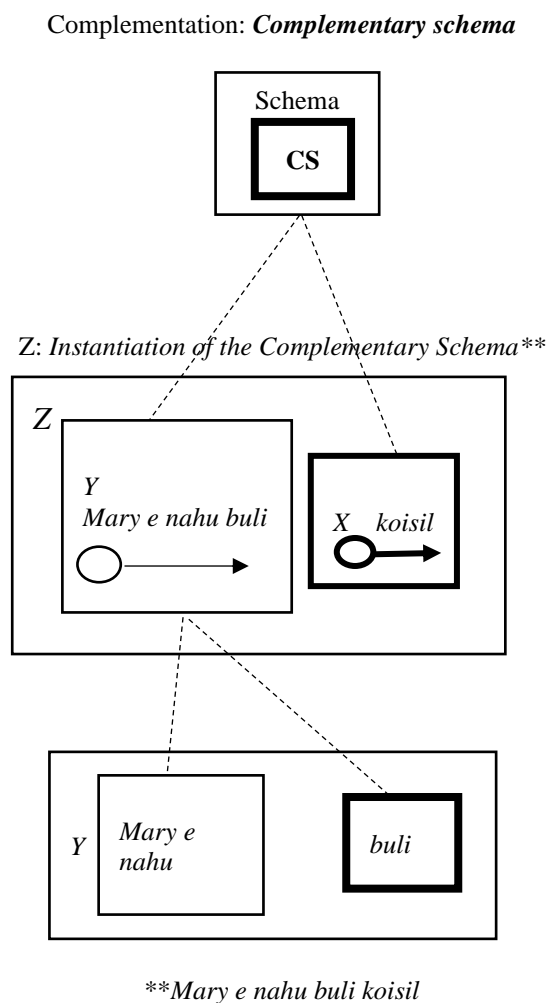 Complementation: Complementary schema
Schema
CS
Z: Instantiation of the Complementary Schema**
Z
Y
Mary e nahu buli
X koisil
Y
Mary e
nahu
buli
**Mary e nahu buli koisil